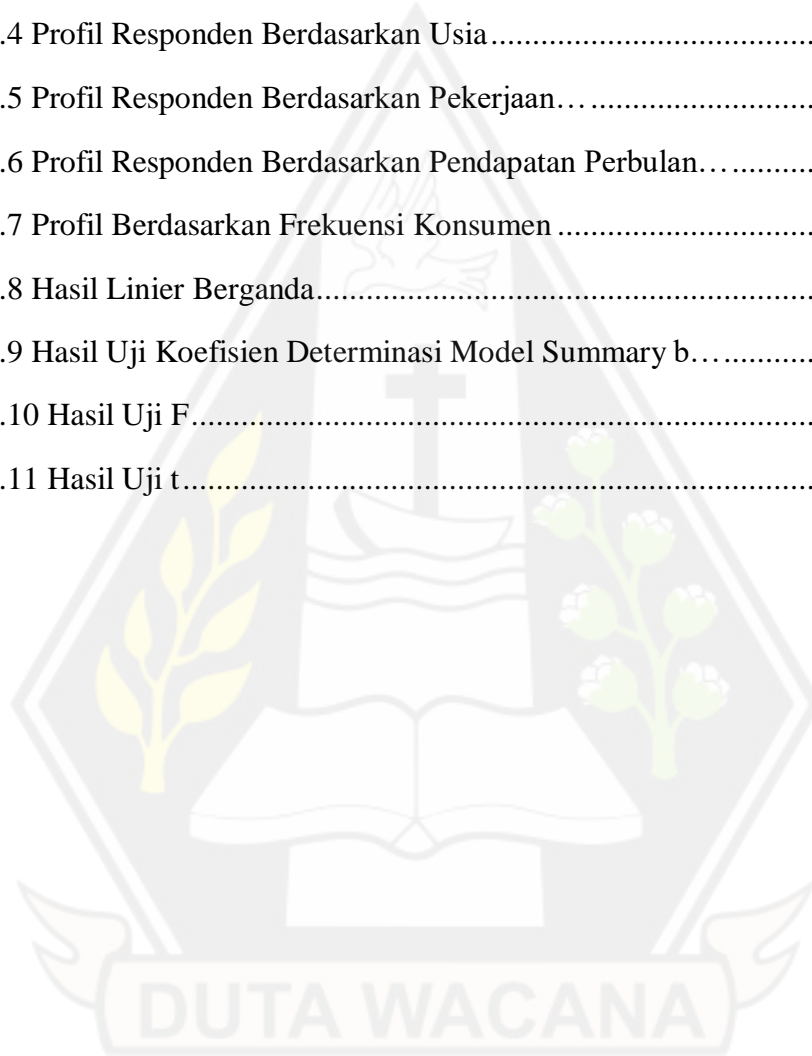 .4 Profil Responden Berdasarkan Usia....................................
.5 Profil Responden Berdasarkan Pekerjaan…........................
.6 Profil Responden Berdasarkan Pendapatan Perbulan….........
.7 Profil Berdasarkan Frekuensi Konsumen ............................
.8 Hasil Linier Berganda........................................................
.9 Hasil Uji Koefisien Determinasi Model Summary b…..........
.10 Hasil Uji F......................................................................
.11 Hasil Uji t.......................................................................
DUTA WACANA